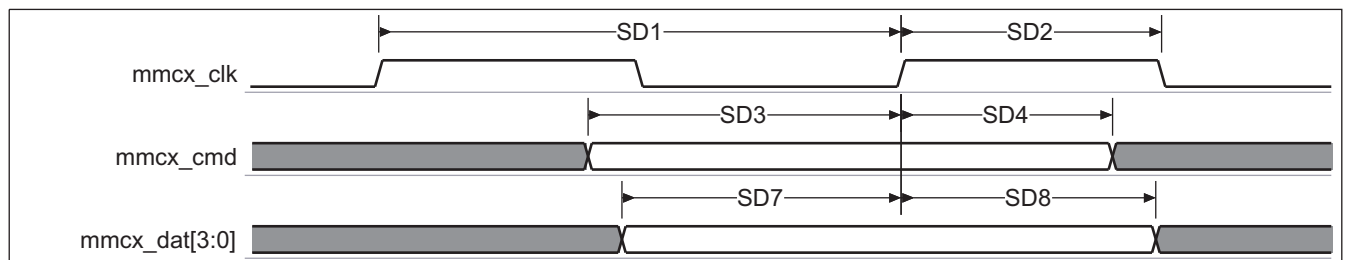 SD1 SD2
mmcx_clk
SD3 SD4
mmcx_cmd
SD7 SD8
mmcx_dat[3:0]